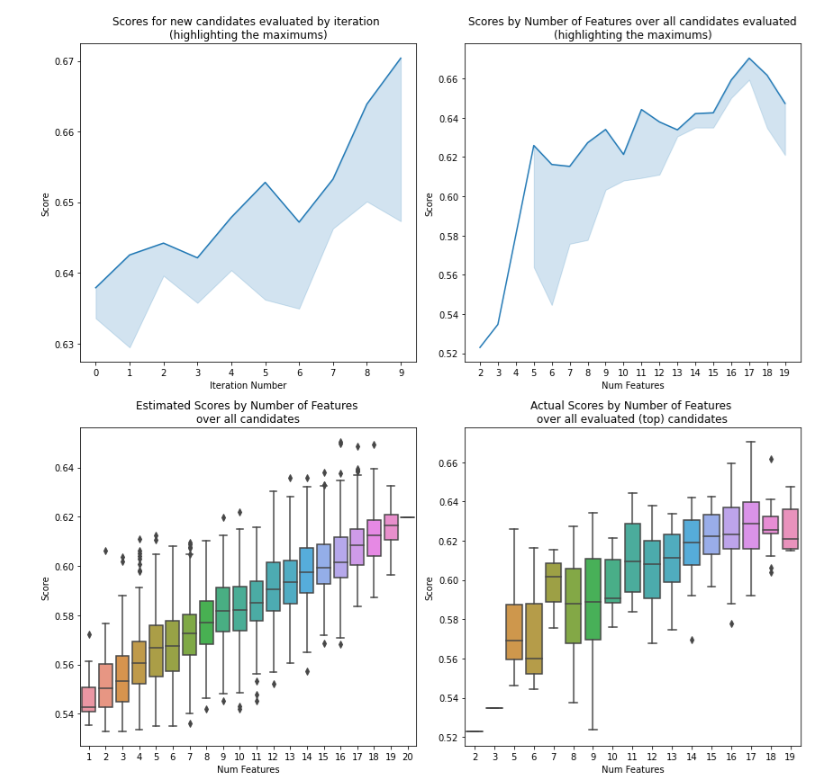 Scores for new candidates evaluated by iteration
(highlighting the maximums)
0.67
0.66
0.65
0.64
0.63
Score
0 1 2 3 4 5 6 7 8 9
Iteration Number
Scores by Number of Features over all candidates evaluated
(highlighting the maximums)
0.66
0.64
0.62
0.60
0.58
0.56
0.54
0.52
Score
2 3 4 5 6 7 8 9 10 11 12 13 14 15 16 17 18 19
Num Features
Estimated Scores by Number of Features
over all candidates
0.64
0.62
0.60
0.58
0.56
0.54
Score
1 2 3 4 5 6 7 8 9 10 11 12 13 14 15 16 17 18 19 20
Num Features
Actual Scores by Number of Features
over all evaluated (top) candidates
0.66
0.64
0.62
0.60
0.58
0.56
0.54
0.52
Score
2 3 5 6 7 8 9 10 11 12 13 14 15 16 17 18 19
Num Features